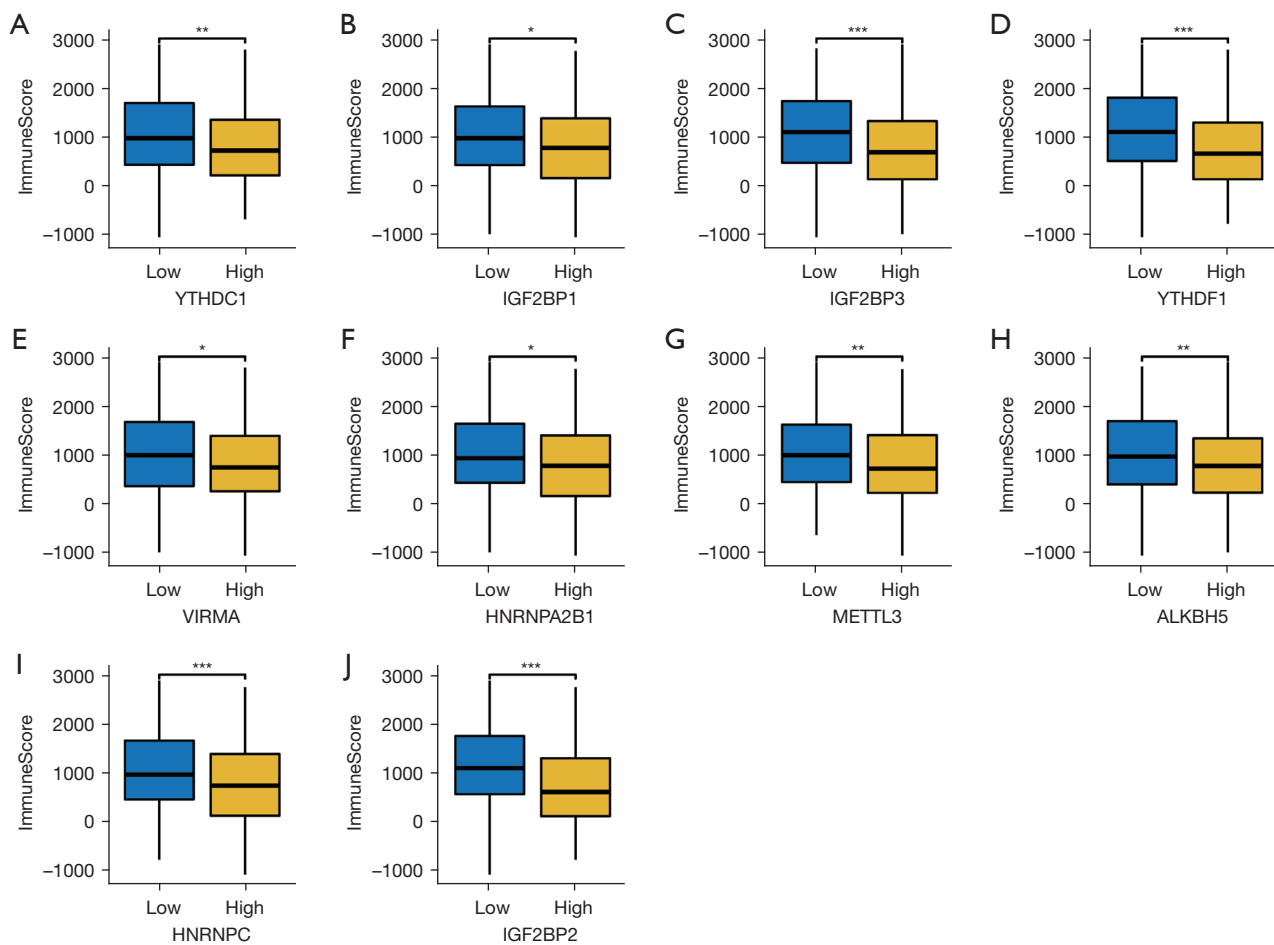 A
**
3000
2000
1000
0
−1000
ImmuneScore
Low High
YTHDC1
B
*
3000
2000
1000
0
−1000
ImmuneScore
Low High
IGF2BP1
C
***
3000
2000
1000
0
−1000
ImmuneScore
Low High
IGF2BP3
D
***
3000
2000
1000
0
−1000
ImmuneScore
Low High
YTHDF1
E
*
3000
2000
1000
0
−1000
ImmuneScore
Low High
VIRMA
F
*
3000
2000
1000
0
−1000
ImmuneScore
Low High
HNRNPA2B1
G
**
3000
2000
1000
0
−1000
ImmuneScore
Low High
METTL3
H
**
3000
2000
1000
0
−1000
ImmuneScore
Low High
ALKBH5
I
***
3000
2000
1000
0
−1000
ImmuneScore
Low High
HNRNPC
J
***
3000
2000
1000
0
−1000
ImmuneScore
Low High
IGF2BP2